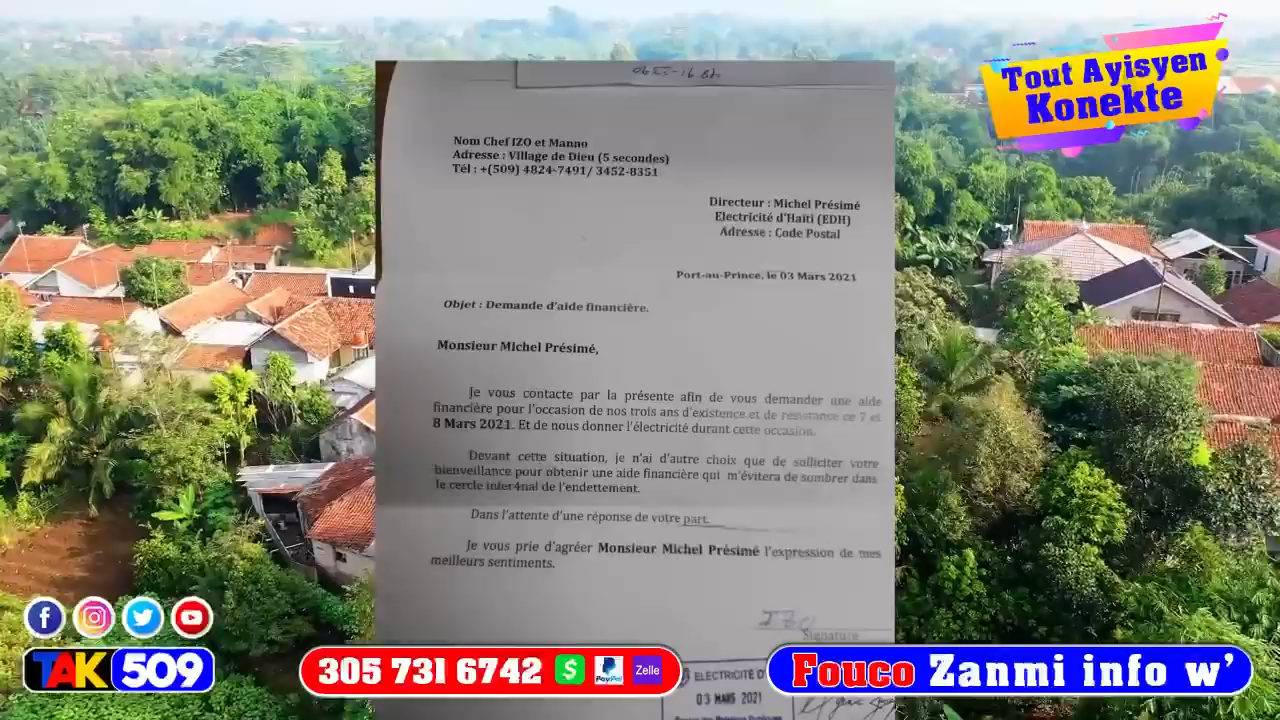 Tout Ayisyen
Konekte
Nom Chef IZO et Manno
Adresse : Village de Dieu (5 secondes)
Tél : +(509) 4824-7491/ 3452-8351
Directeur : Michel Présimé
Electricité d'Haïti (EDH)
Adresse : Code Postal
Port-au-Prince, le 03 Mars 2021
Objet : Demande d'aide financière.
Monsieur Michel Présimé,
Je vous contacte par la présente afin de vous demander une aide
financière pour l'occasion de nos trois ans d'existence et de résistance ce 7 et
8 Mars 2021. Et de nous donner l'électricité durant cette occasion.
Devant cette situation, je n'ai d'autre choix que de solliciter votre
bienveillance pour obtenir une aide financière qui m'évitera de sombrer dans
le cercle inter4nal de l'endettement.
Dans l'attente d'une réponse de votre part.
Je vous prie d'agréer Monsieur Michel Présimé l'expression de mes
meilleurs sentiments.
IZO
Signature
ELECTRICITÉ D'
03 MARS 2021
TAK 509
305 731 6742 $ PayPal Zelle
Fouco Zanmi info w'